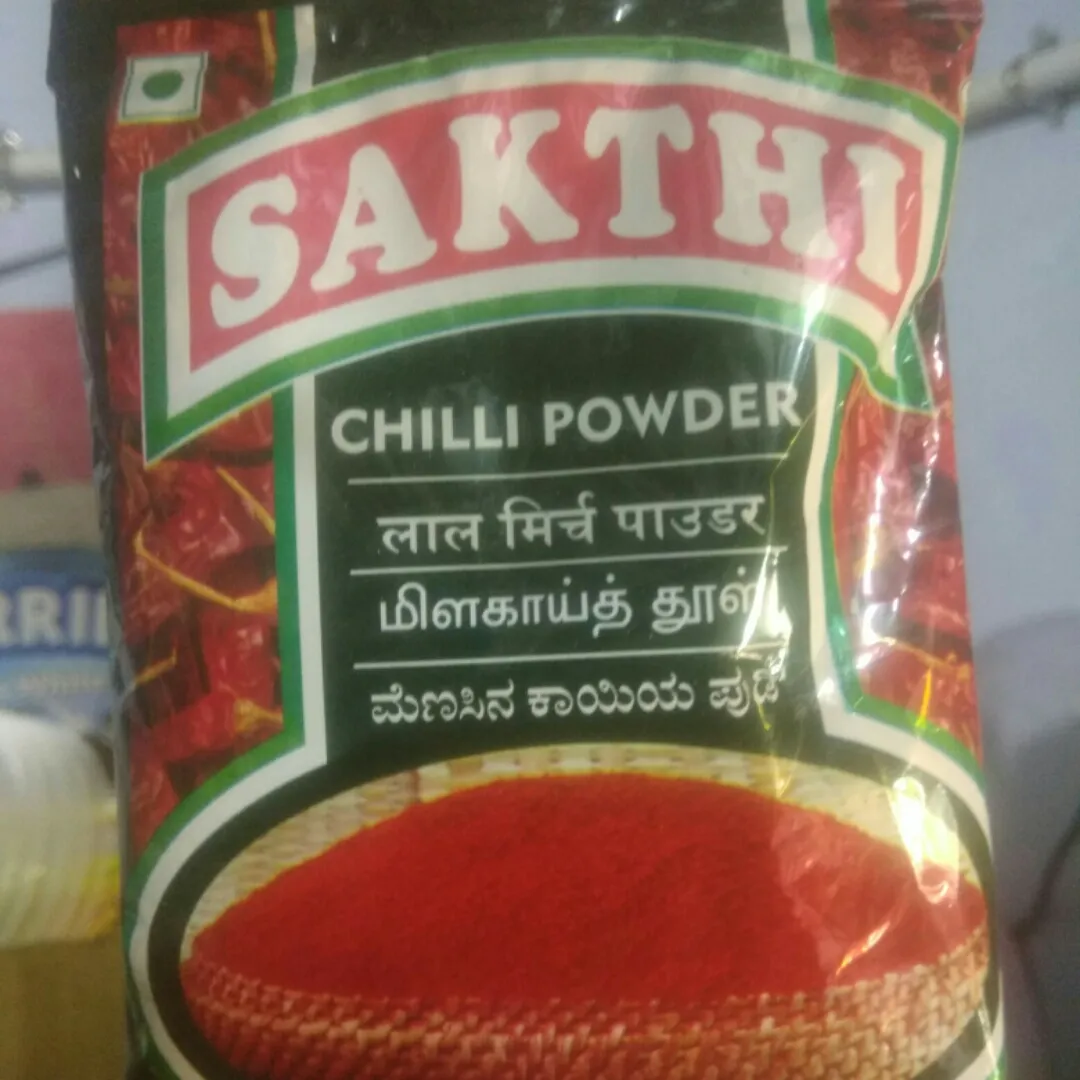 SAKTHI
CHILLI POWDER
लाल मिर्च पाउडर
மிளகாய்த் தூள்
ಮೆಣಸಿನ ಕಾಯಿಯ ಪುಡಿ